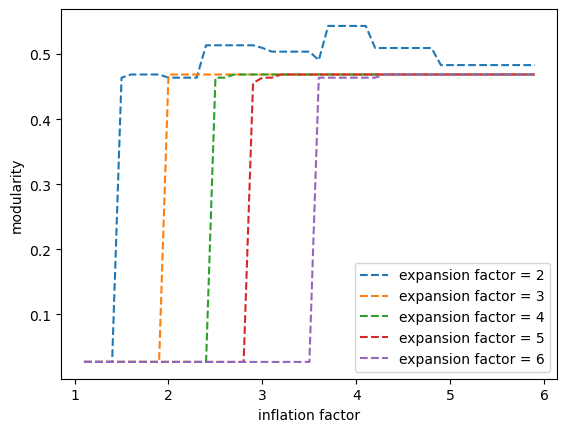 0.5
0.4
0.3
0.2
0.1
modularity
1 2 3 4 5 6
inflation factor
expansion factor = 2
expansion factor = 3
expansion factor = 4
expansion factor = 5
expansion factor = 6